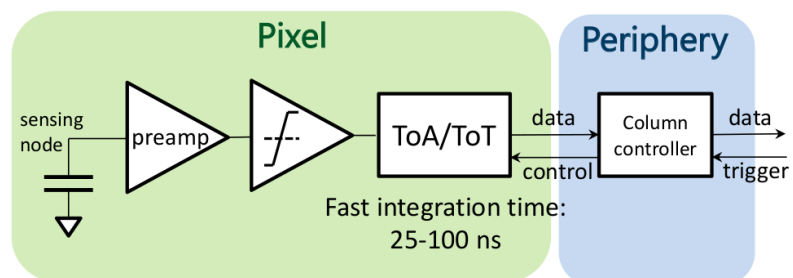 Pixel
Periphery
sensing
node
preamp
ToA/ToT
data
control
Column
controller
data
trigger
Fast integration time:
25-100 ns